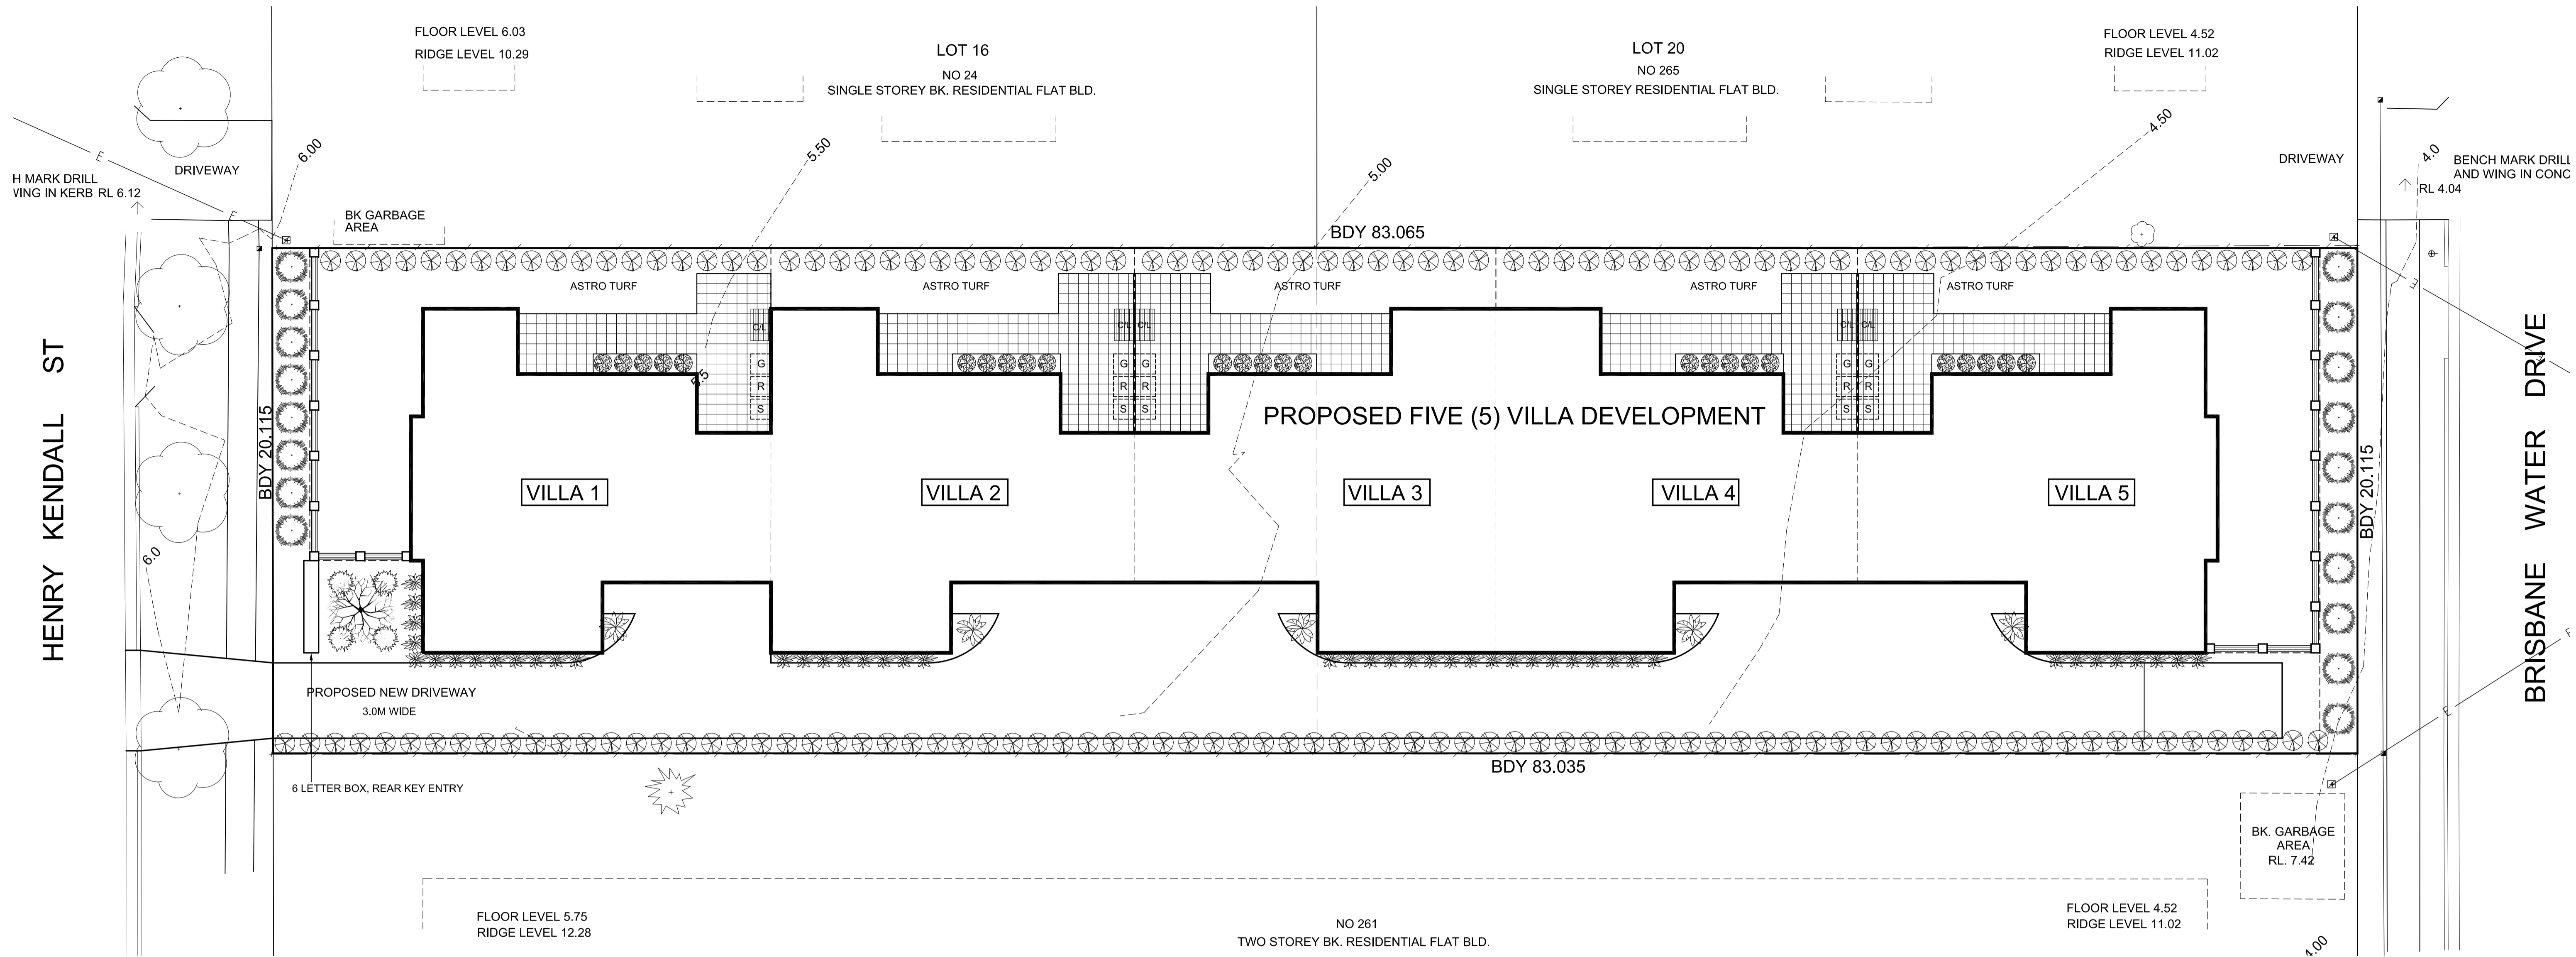 FLOOR LEVEL 6.03
RIDGE LEVEL 10.29
LOT 16
NO 24
SINGLE STOREY BK. RESIDENTIAL FLAT BLD.
LOT 20
NO 265
SINGLE STOREY RESIDENTIAL FLAT BLD.
FLOOR LEVEL 4.52
RIDGE LEVEL 11.02
E
6.00
5.50
5.00
4.50
4.0
DRIVEWAY
DRIVEWAY
H MARK DRILL
WING IN KERB RL 6.12
BENCH MARK DRILL
AND WING IN CONC
RL 4.04
E
BK GARBAGE
AREA
BDY 83.065
ASTRO TURF
ASTRO TURF
ASTRO TURF
ASTRO TURF
ASTRO TURF
E
C/L
C/L
C/L
C/L
C/L
G
G
G
G
G
5.5
R
R
R
R
R
S
S
S
S
S
PROPOSED FIVE (5) VILLA DEVELOPMENT
HENRY KENDALL ST
BDY 20.115
VILLA 1
VILLA 2
VILLA 3
VILLA 4
VILLA 5
BDY 20.115
BRISBANE WATER DRIVE
6.0
PROPOSED NEW DRIVEWAY
3.0M WIDE
E
E
BDY 83.035
6 LETTER BOX, REAR KEY ENTRY
BK. GARBAGE
AREA
RL. 7.42
FLOOR LEVEL 5.75
RIDGE LEVEL 12.28
NO 261
TWO STOREY BK. RESIDENTIAL FLAT BLD.
FLOOR LEVEL 4.52
RIDGE LEVEL 11.02
4.00